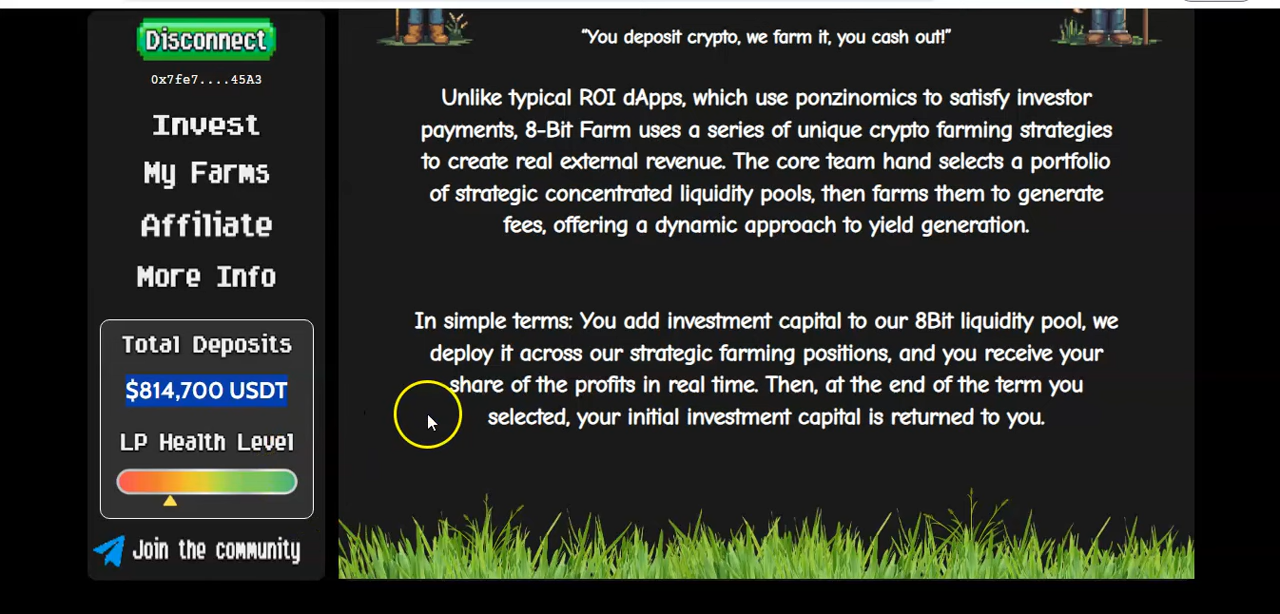 Disconnect
0x7fe7....45A3
Invest
My Farms
Affiliate
More Info
Total Deposits
$814,700 USDT
LP Health Level
Join the community
“You deposit crypto, we farm it, you cash out!”
Unlike typical ROI dApps, which use ponzinomics to satisfy investor
payments, 8-Bit Farm uses a series of unique crypto farming strategies
to create real external revenue. The core team hand selects a portfolio
of strategic concentrated liquidity pools, then farms them to generate
fees, offering a dynamic approach to yield generation.
In simple terms: You add investment capital to our 8Bit liquidity pool, we
deploy it across our strategic farming positions, and you receive your
share of the profits in real time. Then, at the end of the term you
selected, your initial investment capital is returned to you.